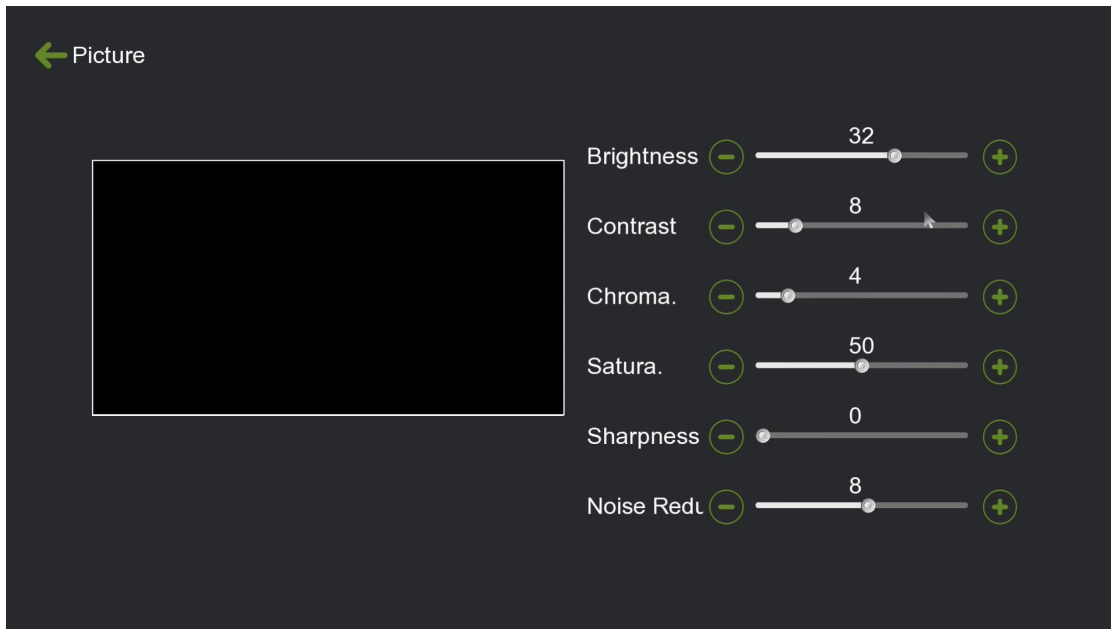 Picture
Brightness 32
Contrast 8
Chroma. 4
Satura. 50
Sharpness 0
Noise Redu 8